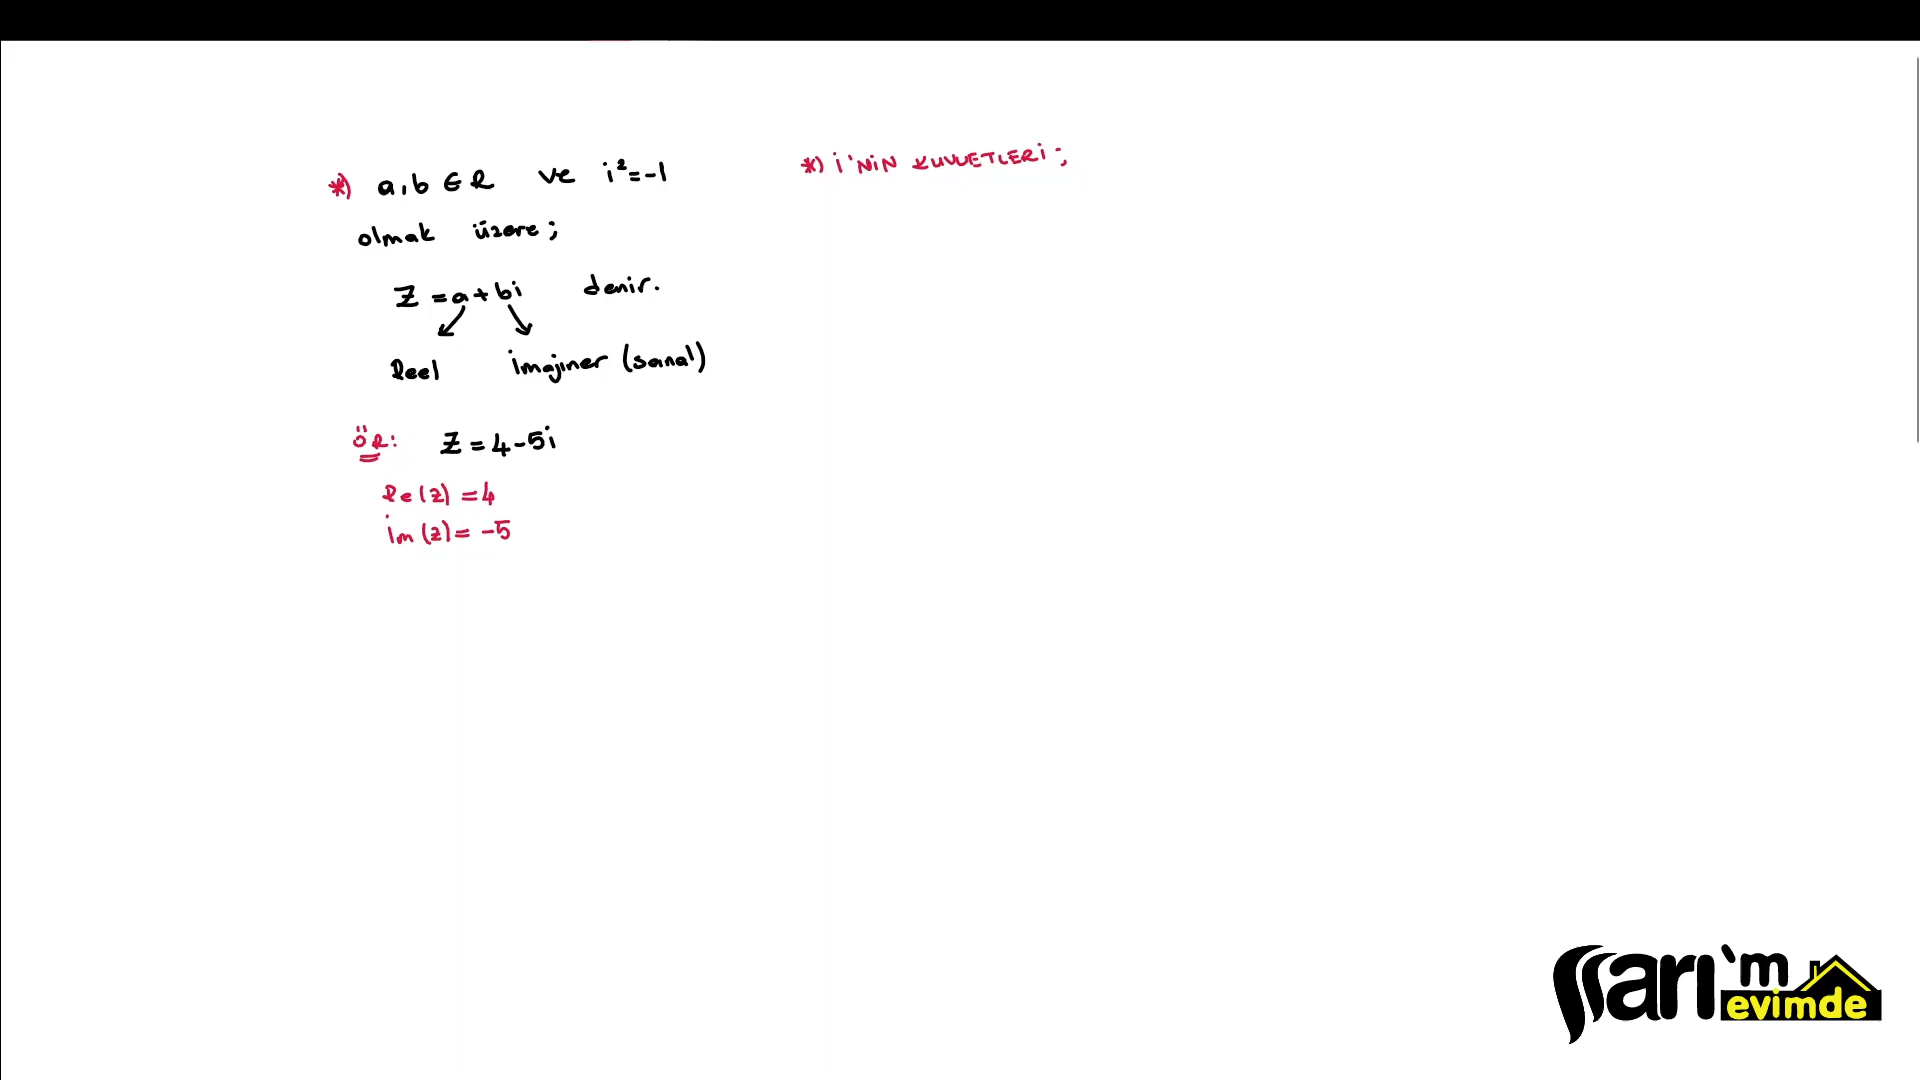 *) a,b ∈ R ve i²=-1
olmak üzere;
Z = a + bi denir.
Reel İmajiner (sanal)
ÖR: Z = 4-5i
Re(z) = 4
İm(z) = -5
*) İ'NİN KUVVETLERİ;
Sarı'm
evimde